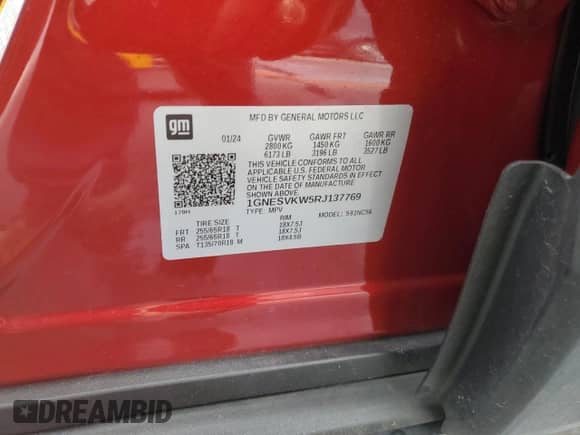 gm
MFD BY GENERAL MOTORS LLC
01/24 GVWR GAWR FRT GAWR RR
2800 KG 1450 KG 1600 KG
6173 LB 3196 LB 3527 LB
THIS VEHICLE CONFORMS TO ALL
APPLICABLE U.S. FEDERAL MOTOR
VEHICLE SAFETY STANDARDS IN EFFECT
ON THE DATE OF MANUFACTURE
SHOWN ABOVE.
1GNESVKW5RJ137769
TYPE: MPV MODEL:
TIRE SIZE RIM
FRT 255/65R18 T 18X7.5J
RR 255/65R18 T 18X7.5J
SPA T135/70R18 M 18X4.5B
DREAMBID